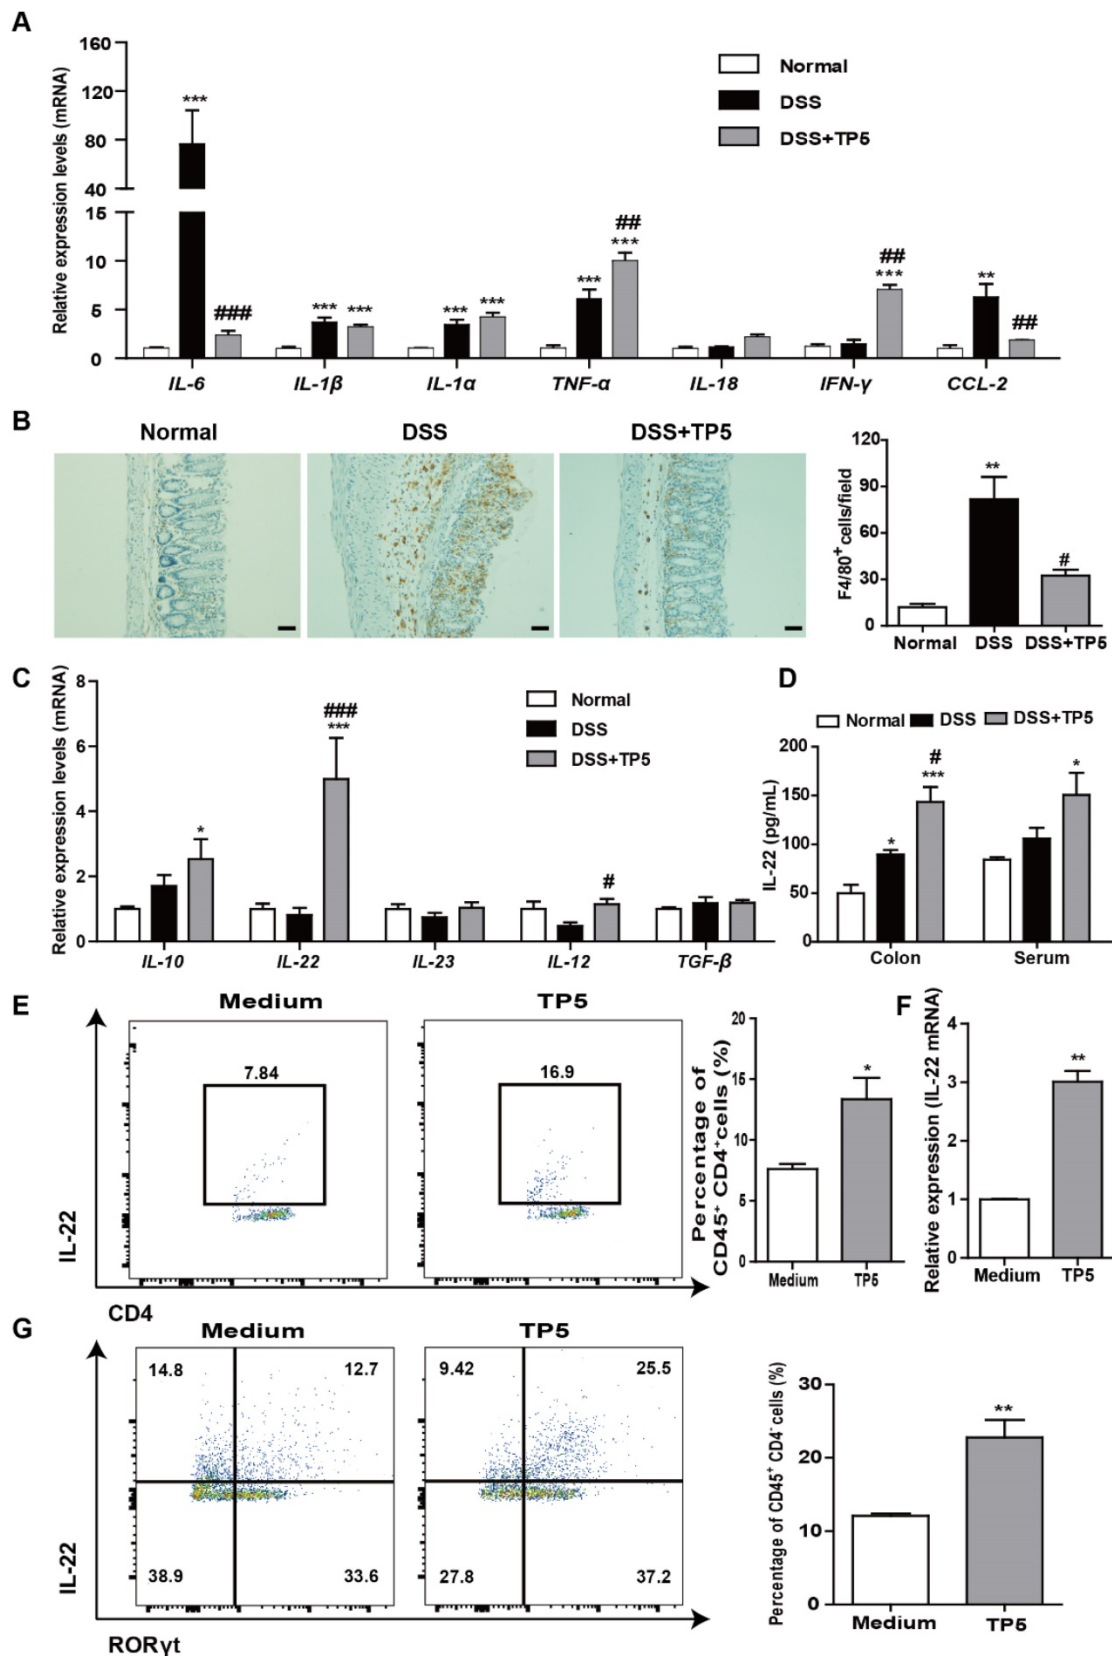 A
Relative expression levels (mRNA)
160
120
80
40
15
10
5
0
Normal
DSS
DSS+TP5
***
###
***
***
***
***
***
##
***
##
***
**
##
IL-6
IL-1β
IL-1α
TNF-α
IL-18
IFN-γ
CCL-2
B
Normal
DSS
DSS+TP5
F4/80+ cells/field
120
90
60
30
0
**
#
Normal
DSS
DSS+TP5
C
Relative expression levels (mRNA)
8
6
4
2
0
Normal
DSS
DSS+TP5
*
###
***
#
IL-10
IL-22
IL-23
IL-12
TGF-β
D
Normal
DSS
DSS+TP5
IL-22 (pg/mL)
200
150
100
50
0
*
#
***
*
Colon
Serum
E
Medium
TP5
7.84
16.9
IL-22
CD4
Percentage of
CD45+ CD4+cells (%)
20
15
10
5
0
*
Medium
TP5
F
Relative expression (IL-22 mRNA)
4
3
2
1
0
**
Medium
TP5
G
Medium
TP5
14.8
12.7
38.9
33.6
9.42
25.5
27.8
37.2
IL-22
RORγt
Percentage of CD45+ CD4- cells (%)
30
20
10
0
**
Medium
TP5